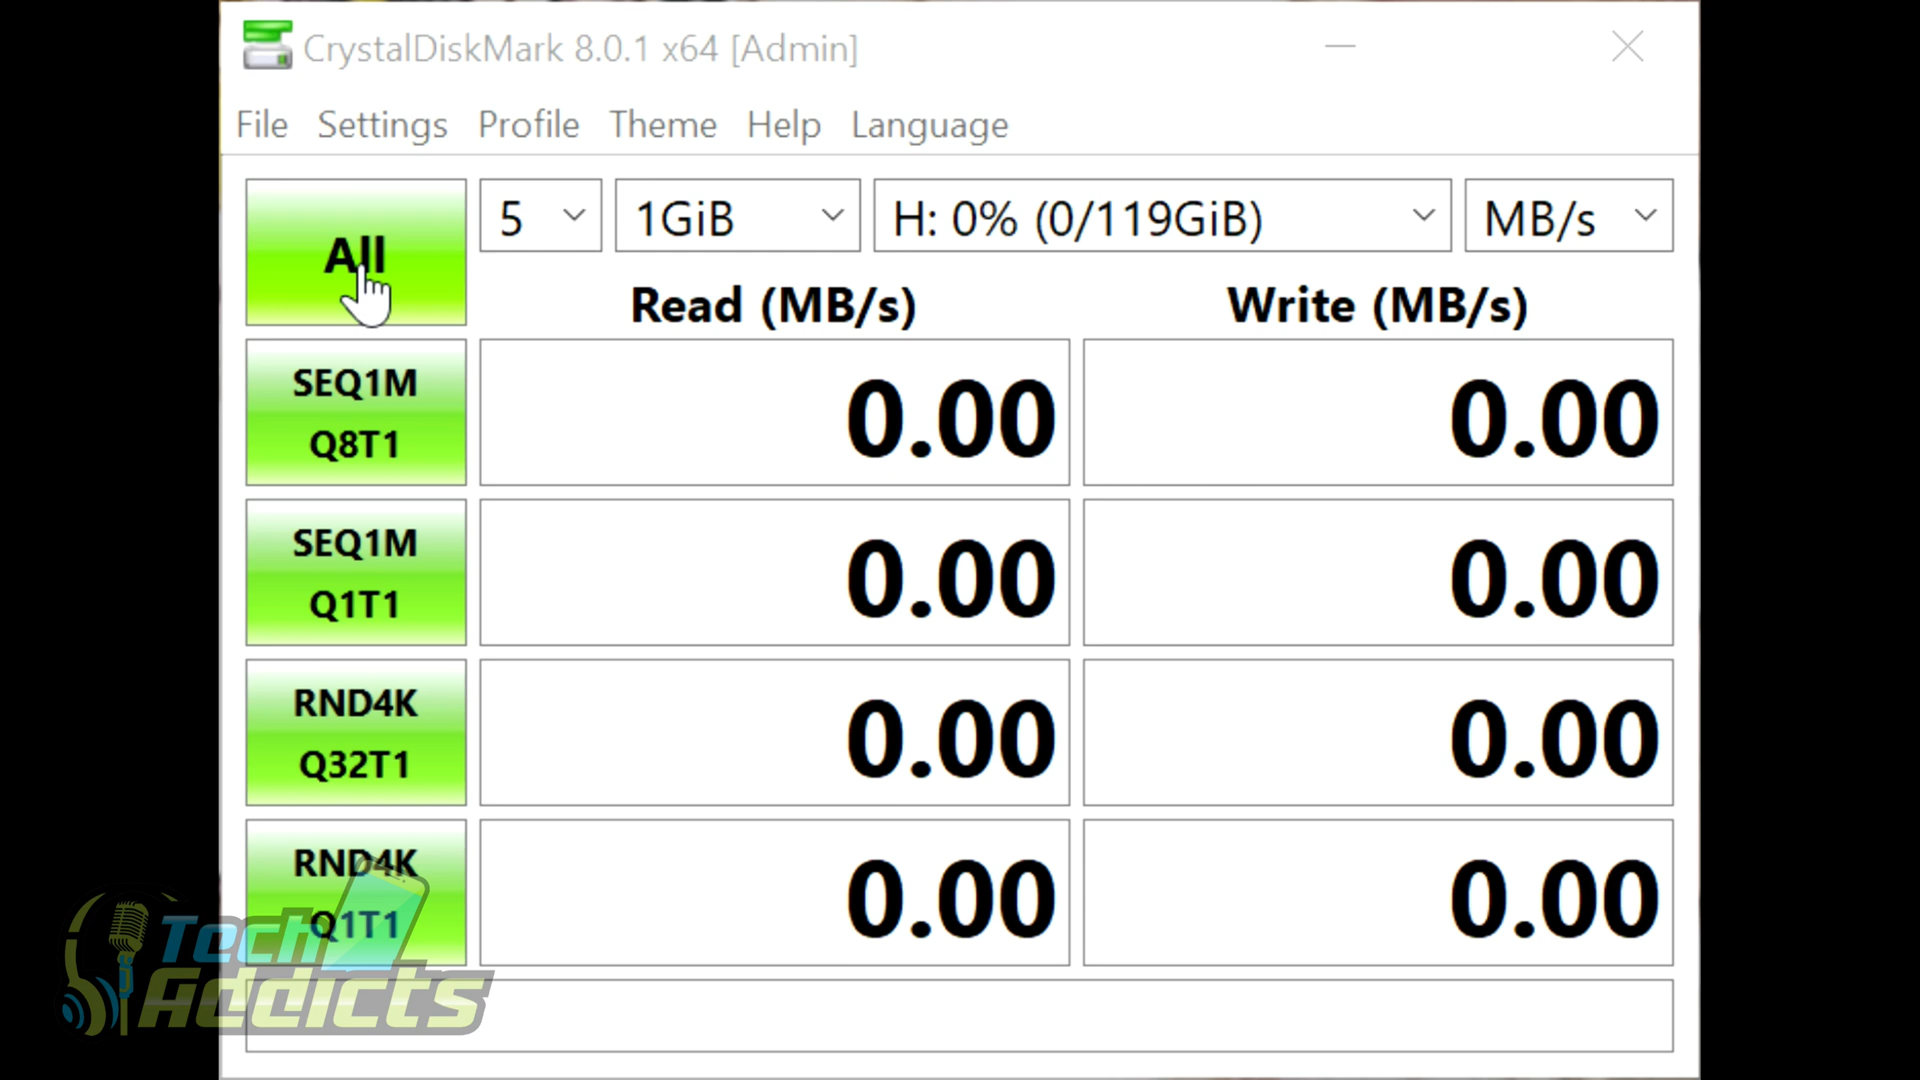 CrystalDiskMark 8.0.1 x64 [Admin]
File Settings Profile Theme Help Language
All
5 1GiB H: 0% (0/119GiB) MB/s
Read (MB/s) Write (MB/s)
SEQ1M
Q8T1
0.00 0.00
SEQ1M
Q1T1
0.00 0.00
RND4K
Q32T1
0.00 0.00
RND4K
Q1T1
0.00 0.00
Tech
Addicts